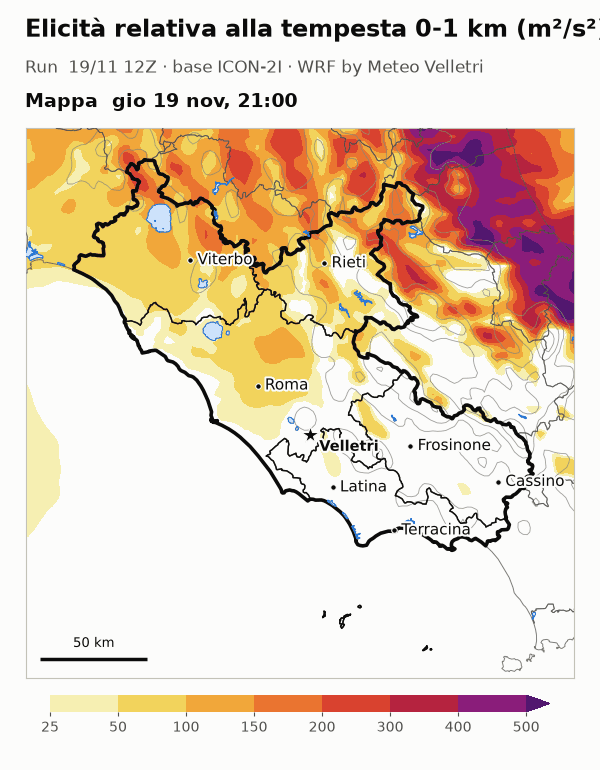 Elicità relativa alla tempesta 0-1 km (m²/s²)
Run 19/11 12Z · base ICON-2I · WRF by Meteo Velletri
Mappa gio 19 nov, 21:00
Viterbo
Rieti
Roma
Velletri
Frosinone
Cassino
Latina
Terracina
50 km
25 50 100 150 200 300 400 500